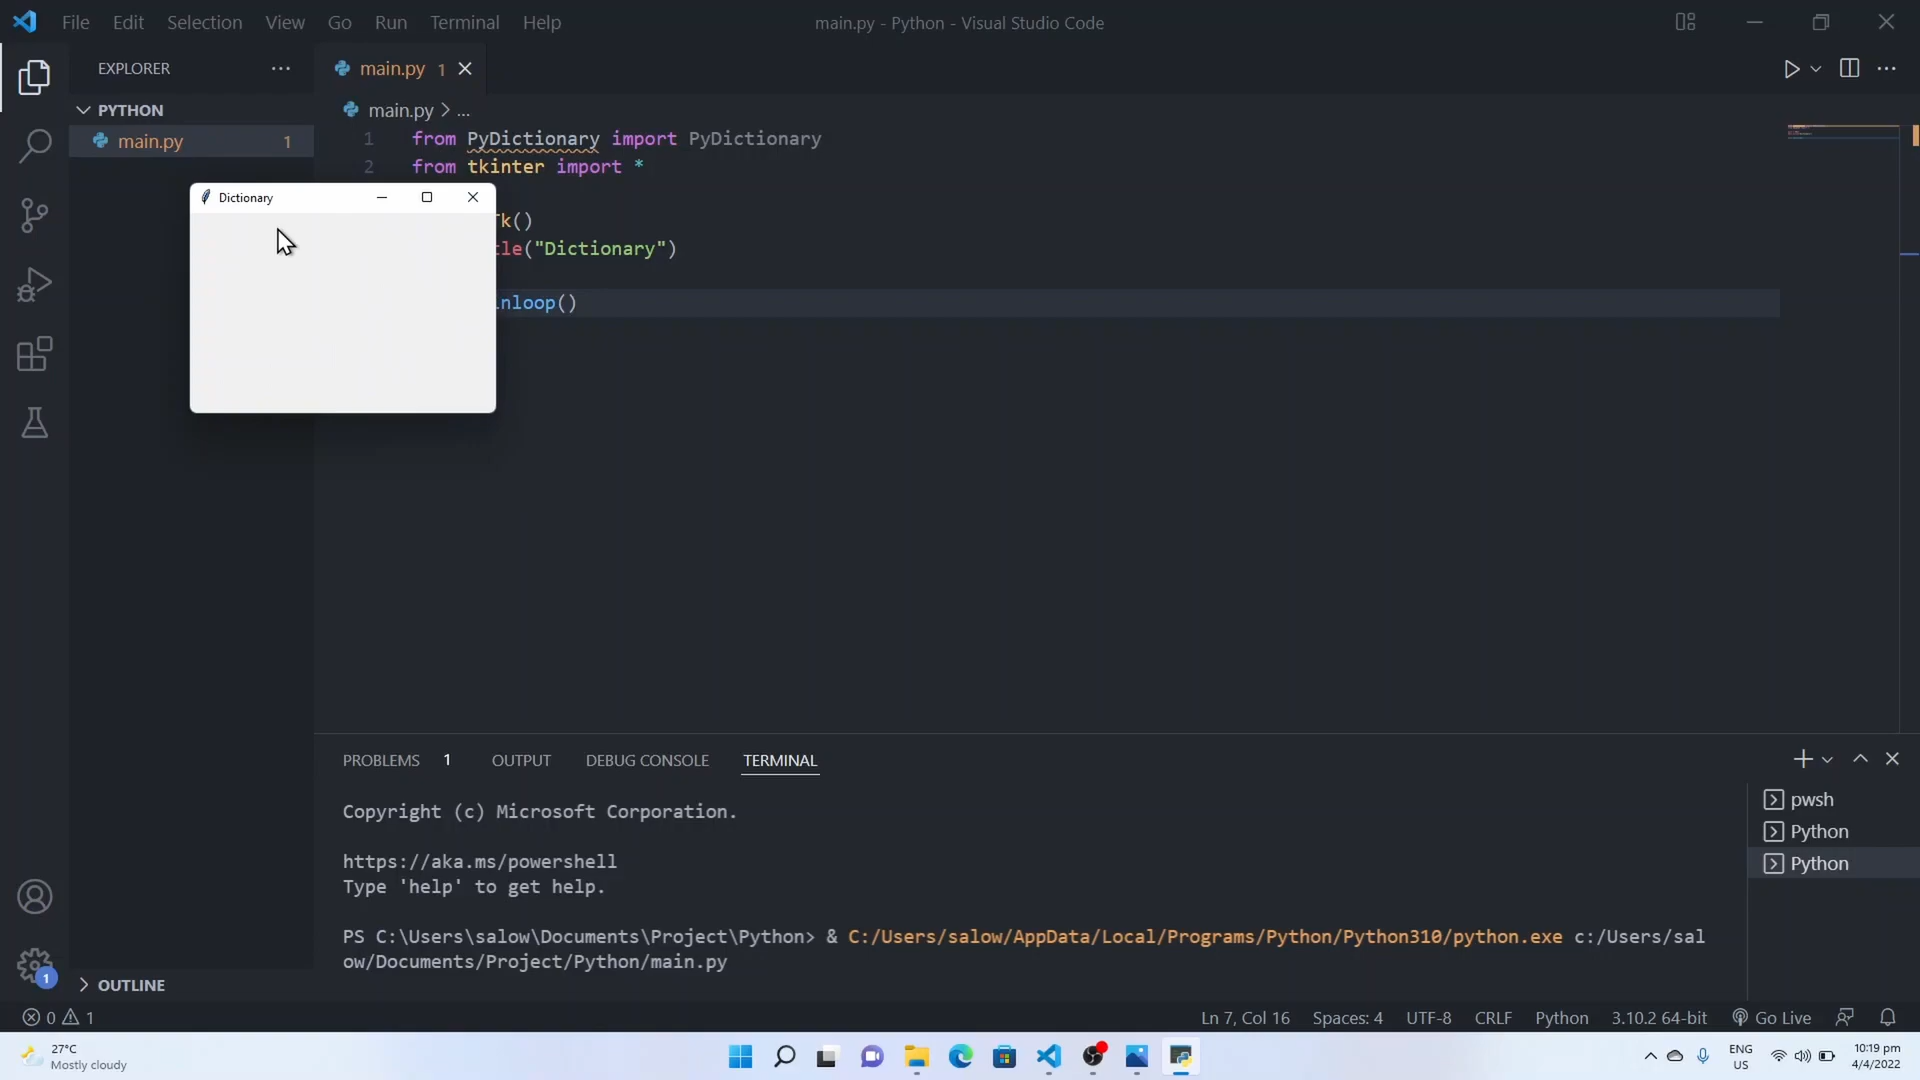 File Edit Selection View Go Run Terminal Help
main.py - Python - Visual Studio Code
EXPLORER
PYTHON
main.py 1
main.py 1
main.py > ...
1 from PyDictionary import PyDictionary
2 from tkinter import *
Dictionary
Tk()
tle("Dictionary")
inloop()
PROBLEMS 1 OUTPUT DEBUG CONSOLE TERMINAL
Copyright (c) Microsoft Corporation.
https://aka.ms/powershell
Type 'help' to get help.
PS C:\Users\salow\Documents\Project\Python> & C:/Users/salow/AppData/Local/Programs/Python/Python310/python.exe c:/Users/sal
ow/Documents/Project/Python/main.py
pwsh
Python
Python
1
OUTLINE
0 1
Ln 7, Col 16 Spaces: 4 UTF-8 CRLF Python 3.10.2 64-bit Go Live
27°C
Mostly cloudy
ENG
US
10:19 pm
4/4/2022